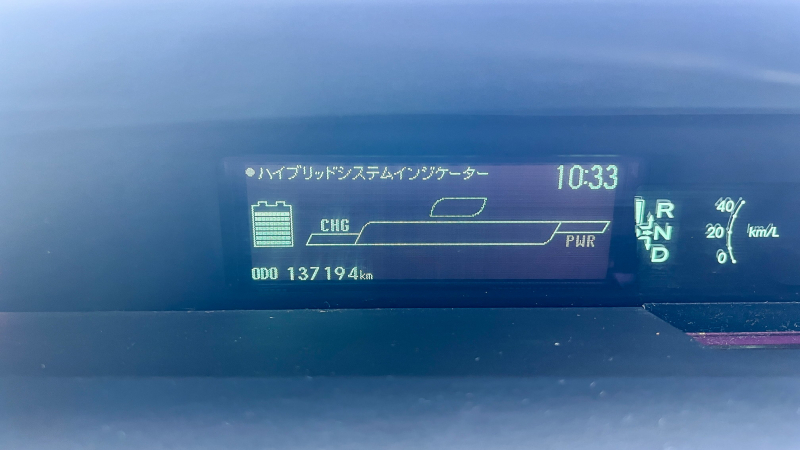 ハイブリッドシステムインジケーター 10:33
CHG
PWR
ODO 137194km
R
N
D
40
20 km/L
0